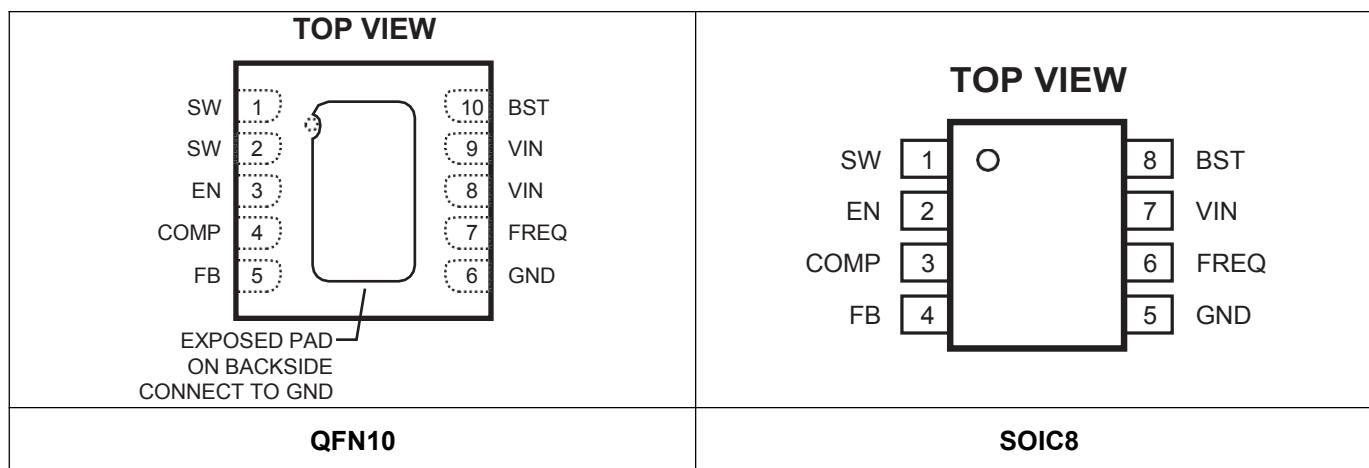 TOP VIEW
SW 1 10 BST
SW 2 9 VIN
EN 3 8 VIN
COMP 4 7 FREQ
FB 5 6 GND
EXPOSED PAD
ON BACKSIDE
CONNECT TO GND
QFN10
TOP VIEW
SW 1 8 BST
EN 2 7 VIN
COMP 3 6 FREQ
FB 4 5 GND
SOIC8